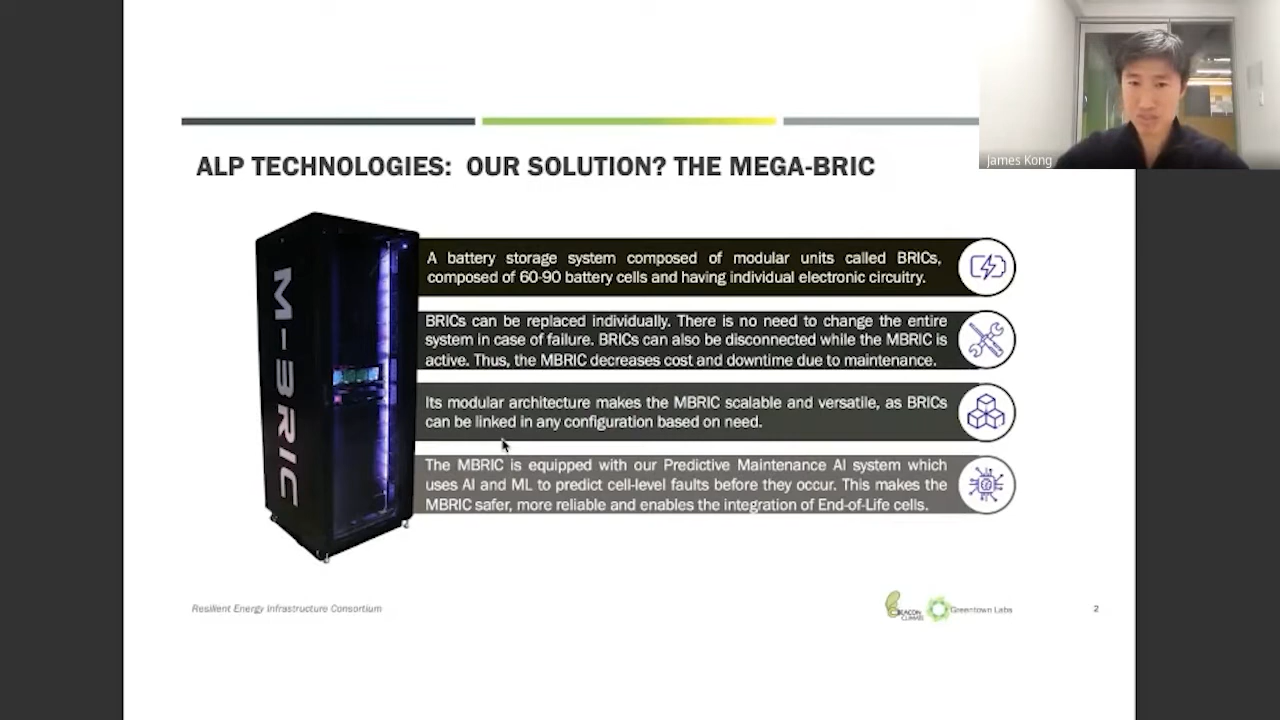 James Kong
ALP TECHNOLOGIES: OUR SOLUTION? THE MEGA-BRIC
M-BRIC
A battery storage system composed of modular units called BRICs,
composed of 60-90 battery cells and having individual electronic circuitry.
BRICs can be replaced individually. There is no need to change the entire
system in case of failure. BRICs can also be disconnected while the MBRIC is
active. Thus, the MBRIC decreases cost and downtime due to maintenance.
Its modular architecture makes the MBRIC scalable and versatile, as BRICs
can be linked in any configuration based on need.
The MBRIC is equipped with our Predictive Maintenance AI system which
uses AI and ML to predict cell-level faults before they occur. This makes the
MBRIC safer, more reliable and enables the integration of End-of-Life cells.
Resilient Energy Infrastructure Consortium
BEACON
CLIMATE
Greentown Labs
2